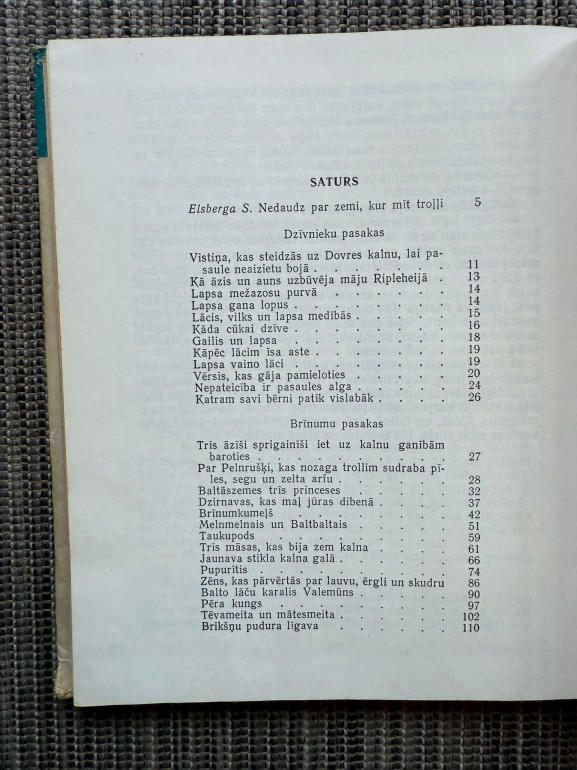 SATURS
Elsberga S. Nedaudz par zemi, kur mīt troļļi 5
Dzīvnieku pasakas
Vistiņa, kas steidzās uz Dovres kalnu, lai pa-
saule neaizietu bojā . . . . . . . 11
Kā āzis un auns uzbūvēja māju Ripleheijā . 13
Lapsa mežazosu purvā . . . . . . 14
Lapsa gana lopus . . . . . . . . 14
Lācis, vilks un lapsa medībās . . . . . 15
Kāda cūkai dzīve . . . . . . . . 16
Gailis un lapsa . . . . . . . . 18
Kāpēc lācim īsa aste . . . . . . . 19
Lapsa vaino lāci . . . . . . . . 19
Vērsis, kas gāja pamieloties . . . . . 20
Nepateicība ir pasaules alga . . . . . 24
Katram savi bērni patīk vislabāk . . . . 26
Brīnumu pasakas
Trīs āzīši sprigainīši iet uz kalnu ganībām
baroties . . . . . . . . . . 27
Par Pelnrušķi, kas nozaga trollim sudraba pī-
les, segu un zelta arfu . . . . . . 28
Baltāszemes trīs princeses . . . . . 32
Dzirnavas, kas maļ jūras dibenā . . . . 37
Brīnumkumeļš . . . . . . . . 42
Melnmelnais un Baltbaltais . . . . . 51
Taukupods . . . . . . . . . 59
Trīs māsas, kas bija zem kalna . . . . 61
Jaunava stikla kalna galā . . . . . . 66
Pupurītis . . . . . . . . . . 74
Zēns, kas pārvērtās par lauvu, ērgli un skudru 86
Balto lāču karalis Valemūns . . . . . 90
Pēra kungs . . . . . . . . . 97
Tēvameita un mātesmeita . . . . . . 102
Brikšņu pudura līgava . . . . . . 110